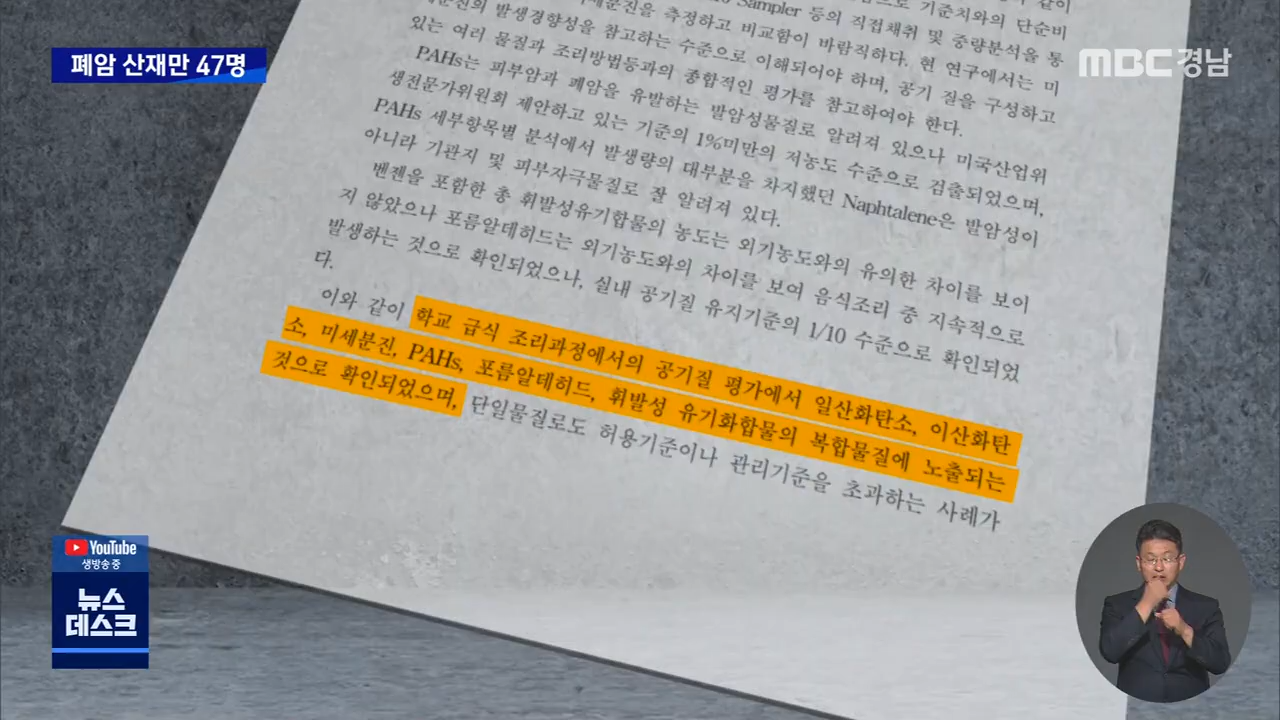 폐암 산재만 47명
MBC경남
Sampler 등의 직접채취 및 중량분석을 통
측정하고 비교함이 바람직하다. 현 연구에서는 미
발생경향성을 참고하는 수준으로 이해되어야 하며, 공기 질을 구성하고
있는 여러 물질과 조리방법등과의 종합적인 평가를 참고하여야 한다.
PAHs는 피부암과 폐암을 유발하는 발암성물질로 알려져 있으나 미국산업위
생전문가위원회 제안하고 있는 기준의 1%미만의 저농도 수준으로 검출되었으며,
PAHs 세부항목별 분석에서 발생량의 대부분을 차지했던 Naphtalene은 발암성이
아니라 기관지 및 피부자극물질로 잘 알려져 있다.
벤젠을 포함한 총 휘발성유기합물의 농도는 외기농도와의 유의한 차이를 보이
지 않았으나 포름알데히드는 외기농도와의 차이를 보여 음식조리 중 지속적으로
발생하는 것으로 확인되었으나, 실내 공기질 유지기준의 1/10 수준으로 확인되었
다.
이와 같이 학교 급식 조리과정에서의 공기질 평가에서 일산화탄소, 이산화탄
소, 미세분진, PAHs, 포름알데히드, 휘발성 유기화합물의 복합물질에 노출되는
것으로 확인되었으며, 단일물질로도 허용기준이나 관리기준을 초과하는 사례가
YouTube
생방송 중
뉴스
데스크